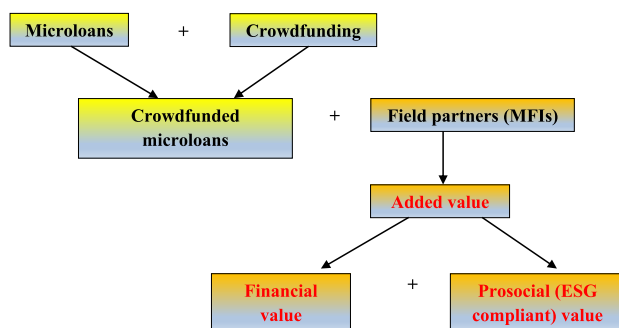 Microloans + Crowdfunding
Crowdfunded + Field partners (MFIs)
microloans
Added value
Financial + Prosocial (ESG
value compliant) value